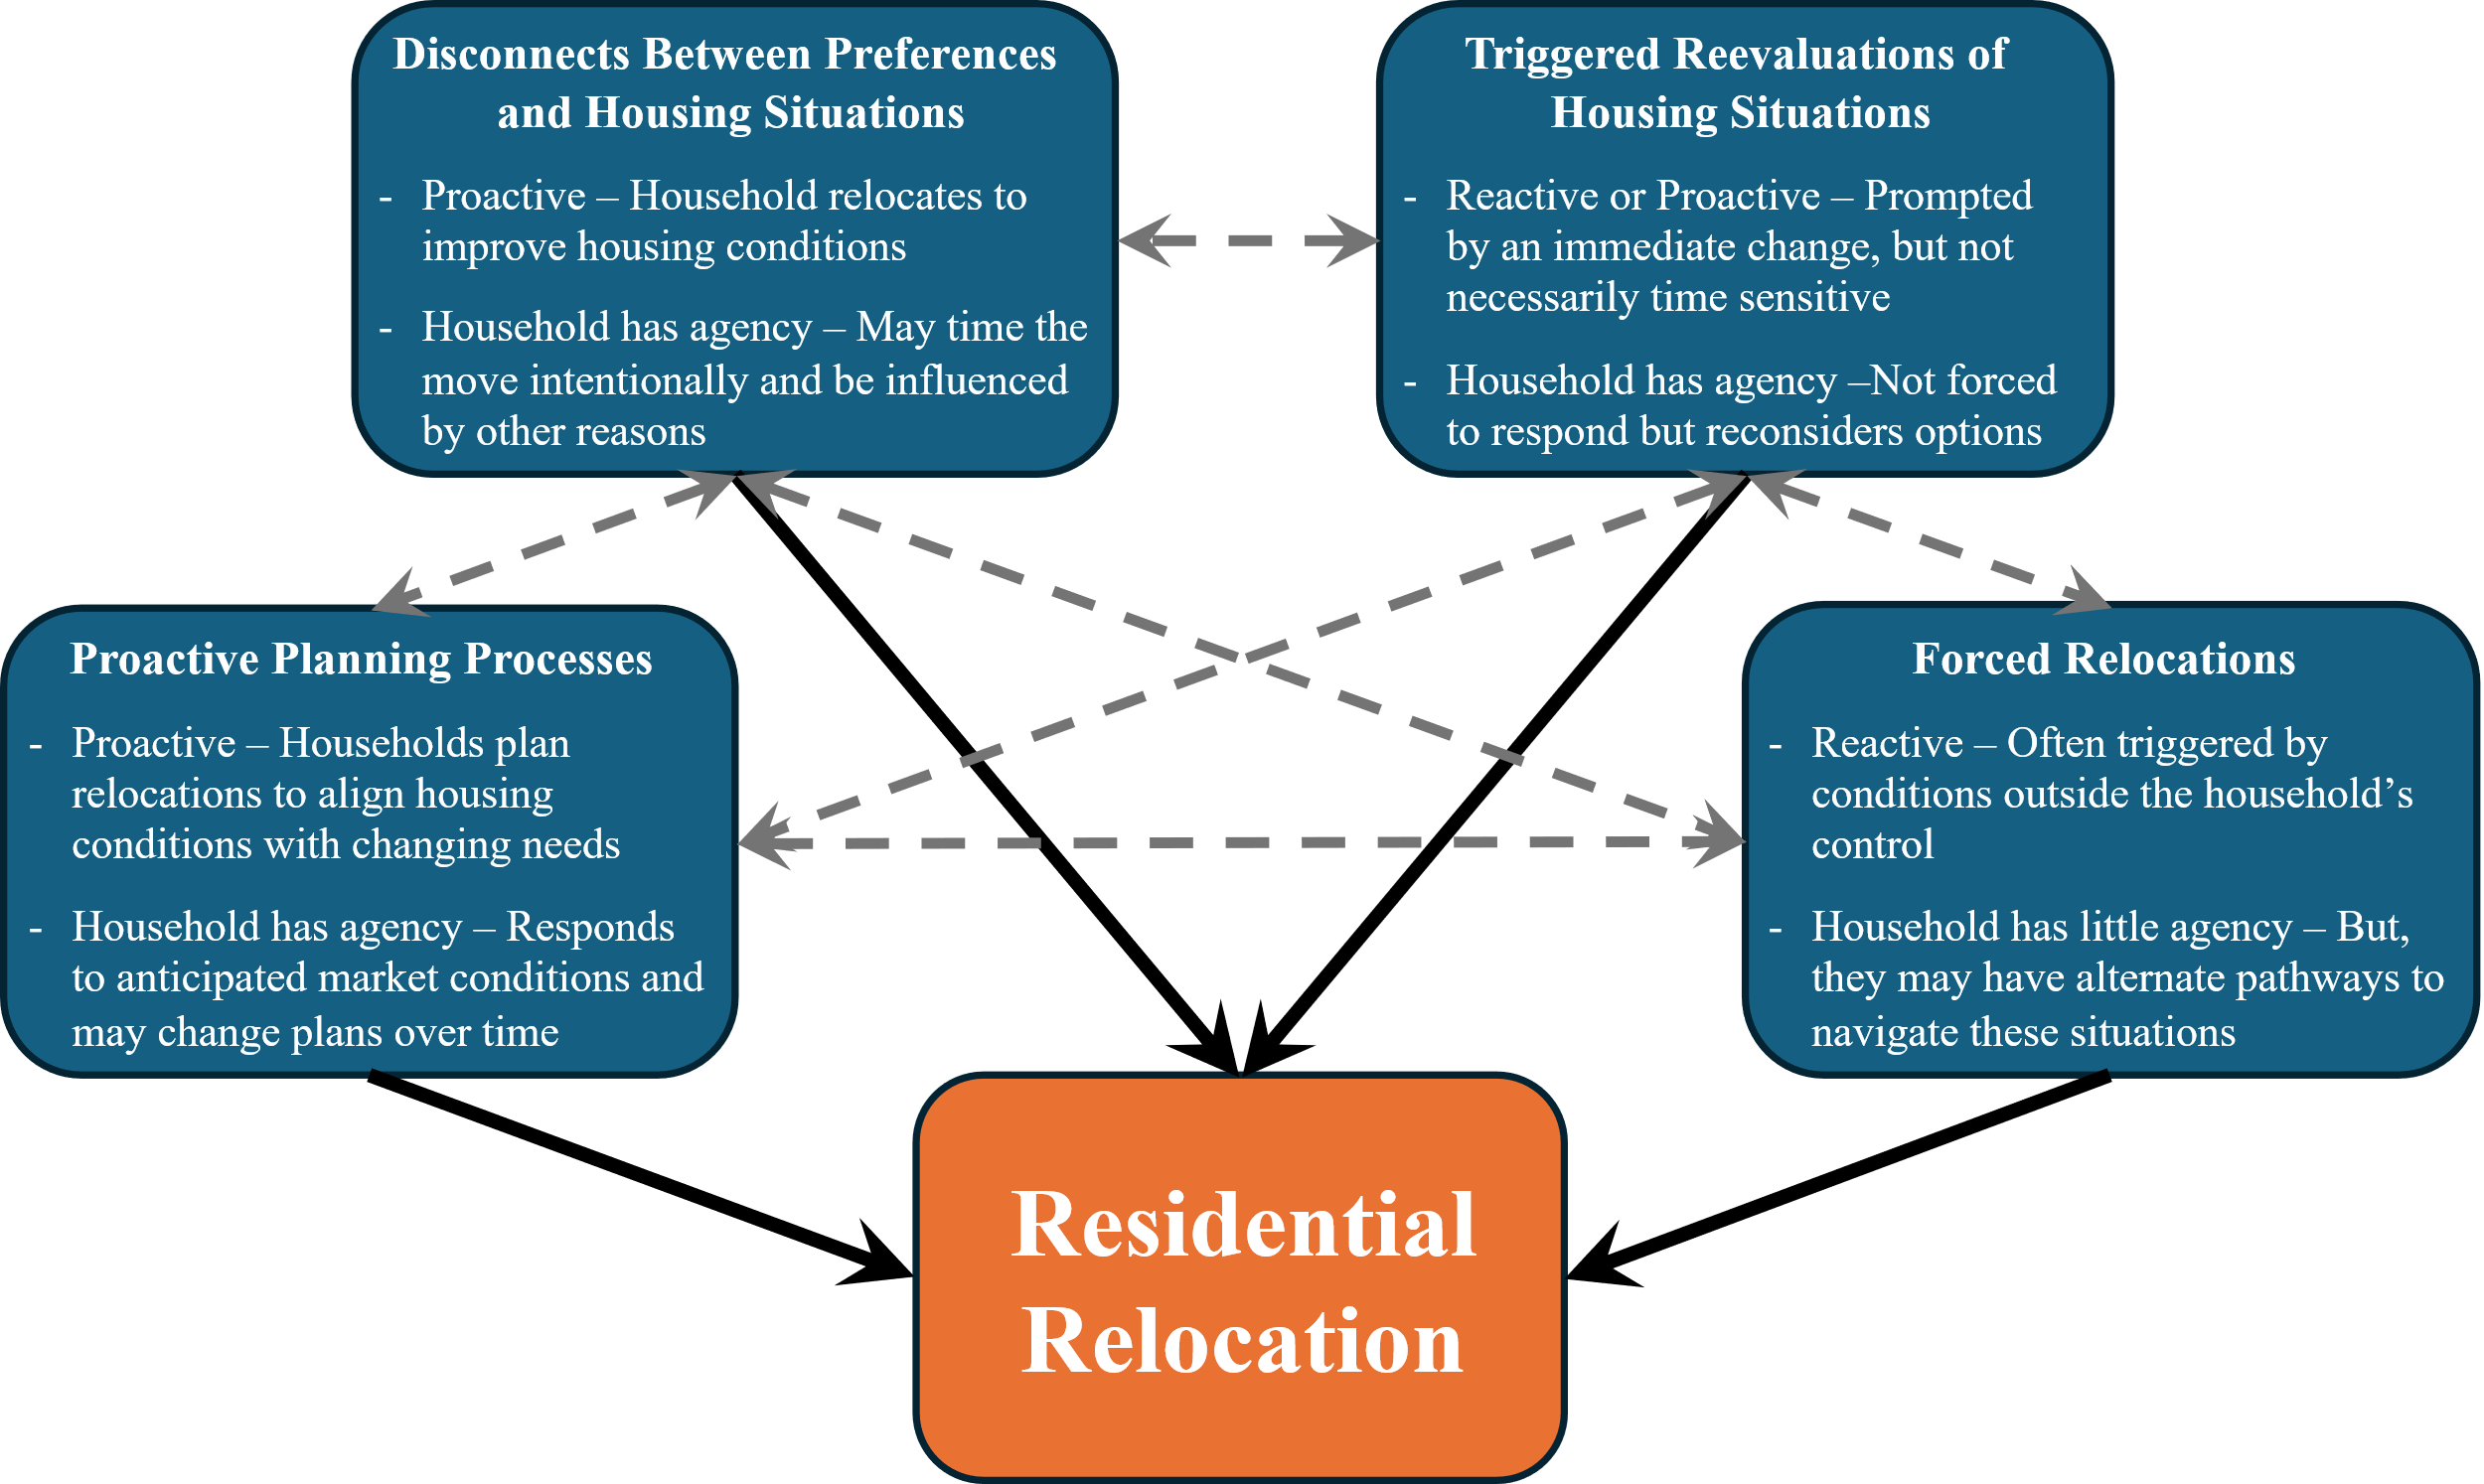 Disconnects Between Preferences
and Housing Situations
- Proactive – Household relocates to
improve housing conditions
- Household has agency – May time the
move intentionally and be influenced
by other reasons
Triggered Reevaluations of
Housing Situations
- Reactive or Proactive – Prompted
by an immediate change, but not
necessarily time sensitive
- Household has agency –Not forced
to respond but reconsiders options
Proactive Planning Processes
- Proactive – Households plan
relocations to align housing
conditions with changing needs
- Household has agency – Responds
to anticipated market conditions and
may change plans over time
Forced Relocations
- Reactive – Often triggered by
conditions outside the household’s
control
- Household has little agency – But,
they may have alternate pathways to
navigate these situations
Residential
Relocation